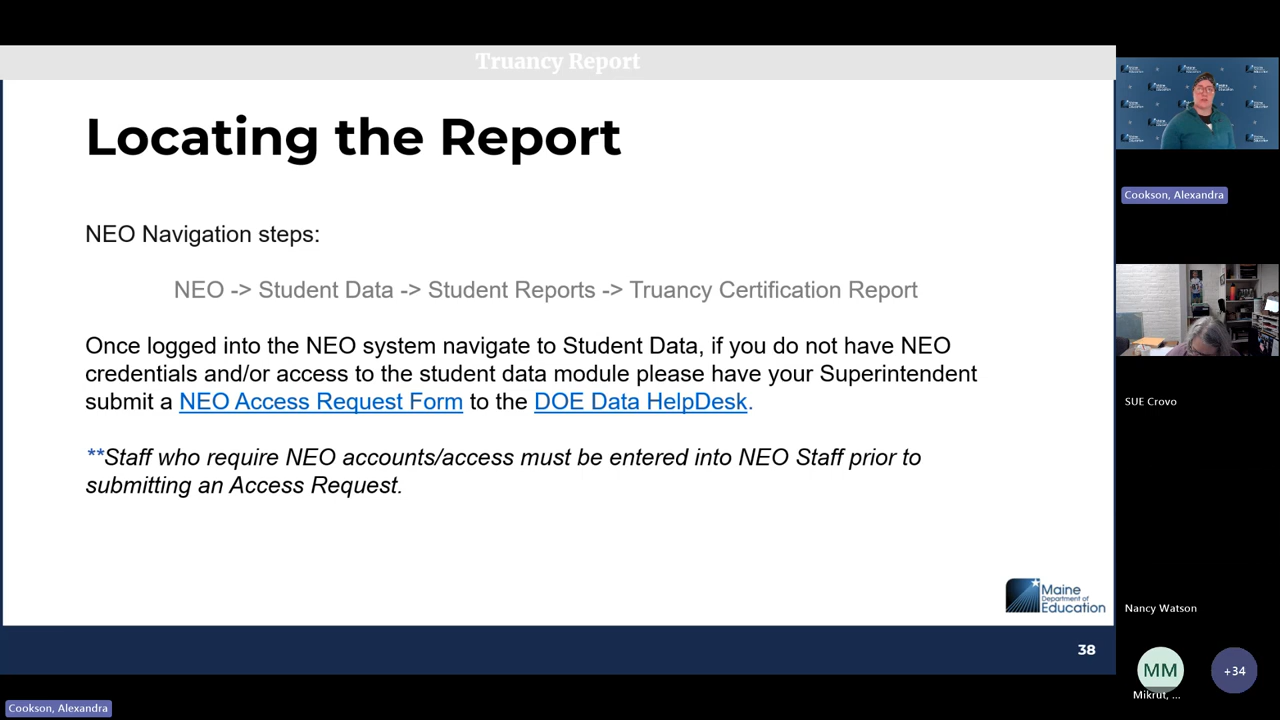 Truancy Report
Locating the Report
NEO Navigation steps:
NEO -> Student Data -> Student Reports -> Truancy Certification Report
Once logged into the NEO system navigate to Student Data, if you do not have NEO
credentials and/or access to the student data module please have your Superintendent
submit a NEO Access Request Form to the DOE Data HelpDesk.
**Staff who require NEO accounts/access must be entered into NEO Staff prior to
submitting an Access Request.
Maine
Department of
Education
38
Cookson, Alexandra
Cookson, Alexandra
SUE Crovo
Nancy Watson
MM
+34
Mikrut, ...